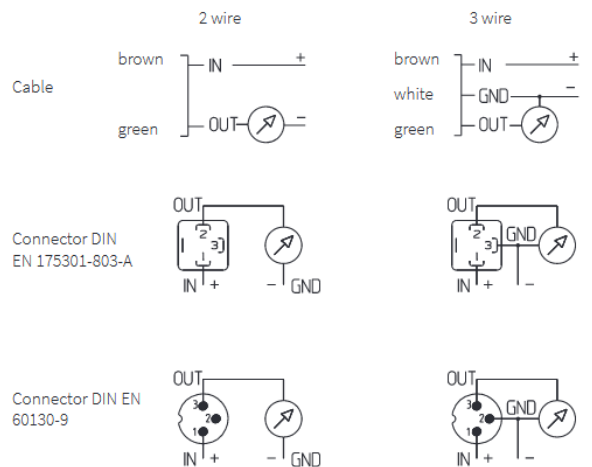 2 wire 3 wire
brown IN + brown IN +
Cable white GND −
green OUT − green OUT
OUT OUT
Connector DIN 2 3 1 2 3 GND 1
EN 175301-803-A
IN + − GND IN + −
OUT OUT
Connector DIN EN 3 2 1 3 2 GND 1
60130-9
IN + − GND IN + −